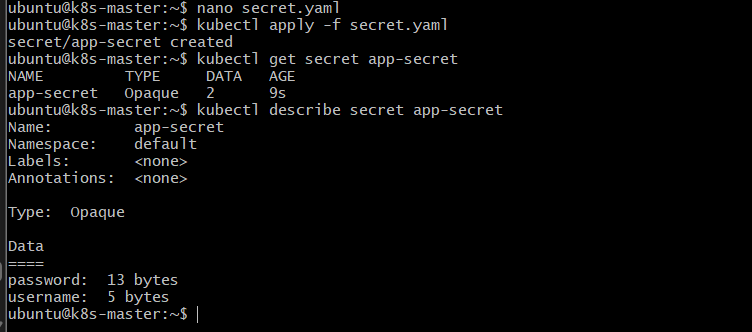 ubuntu@k8s-master:~$ nano secret.yaml
ubuntu@k8s-master:~$ kubectl apply -f secret.yaml
secret/app-secret created
ubuntu@k8s-master:~$ kubectl get secret app-secret
NAME         TYPE     DATA   AGE
app-secret   Opaque   2      9s
ubuntu@k8s-master:~$ kubectl describe secret app-secret
Name:         app-secret
Namespace:    default
Labels:       <none>
Annotations:  <none>

Type:  Opaque

Data
====
password:  13 bytes
username:  5 bytes
ubuntu@k8s-master:~$